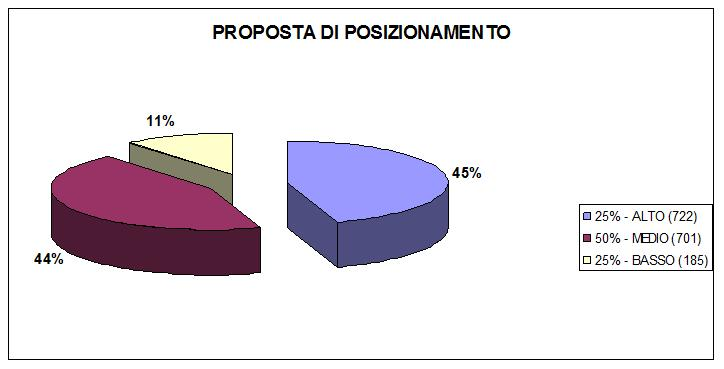 PROPOSTA DI POSIZIONAMENTO
11%
45%
44%
25% - ALTO (722)
50% - MEDIO (701)
25% - BASSO (185)